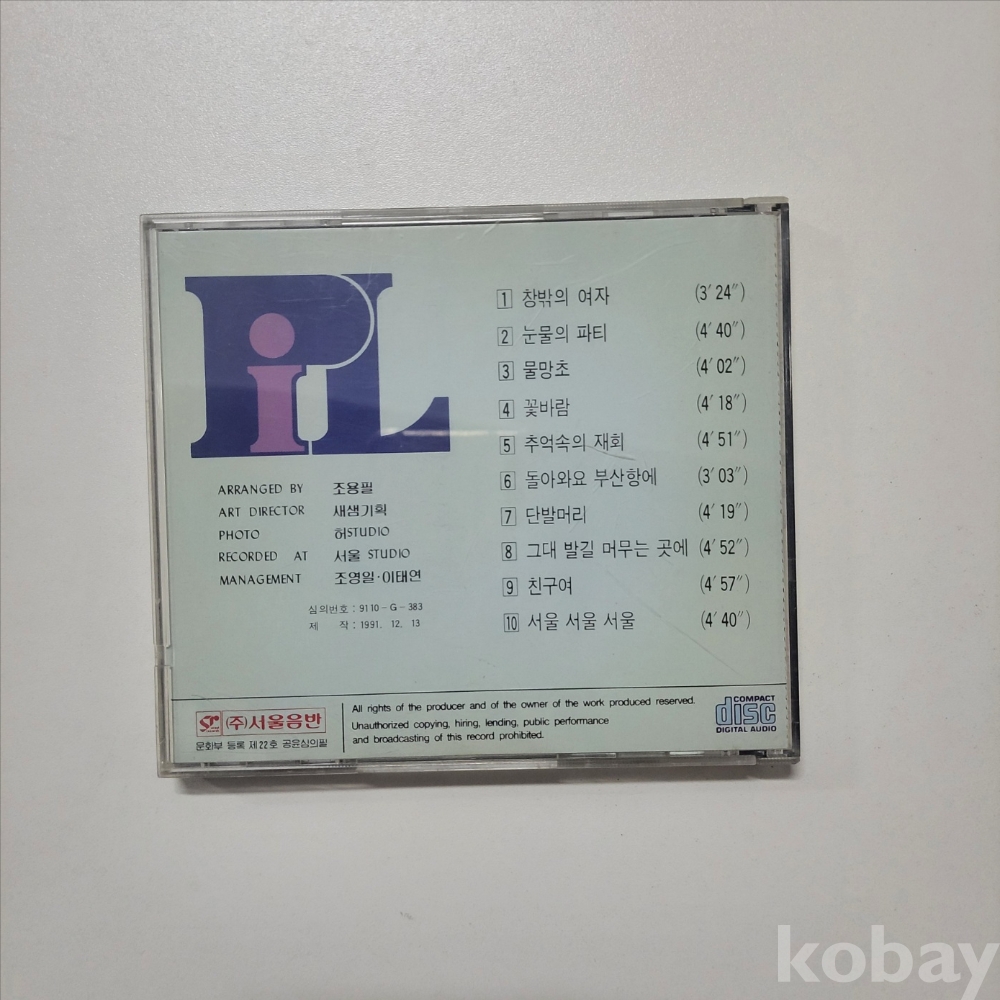 PiL
1 창밖의 여자 (3′ 24″)
2 눈물의 파티 (4′ 40″)
3 물망초 (4′ 02″)
4 꽃바람 (4′ 18″)
5 추억속의 재회 (4′ 51″)
6 돌아와요 부산항에 (3′ 03″)
7 단발머리 (4′ 19″)
8 그대 발길 머무는 곳에 (4′ 52″)
9 친구여 (4′ 57″)
10 서울 서울 서울 (4′ 40″)
ARRANGED BY 조용필
ART DIRECTOR 새샘기획
PHOTO 허STUDIO
RECORDED AT 서울 STUDIO
MANAGEMENT 조영일·이태연
심의번호 : 9110-G-383
제 작 : 1991. 12. 13
(주)서울음반
문화부 등록 제22호 공윤심의필
All rights of the producer and of the owner of the work produced reserved.
Unauthorized copying, hiring, lending, public performance
and broadcasting of this record prohibited.
COMPACT
disc
DIGITAL AUDIO
kobay